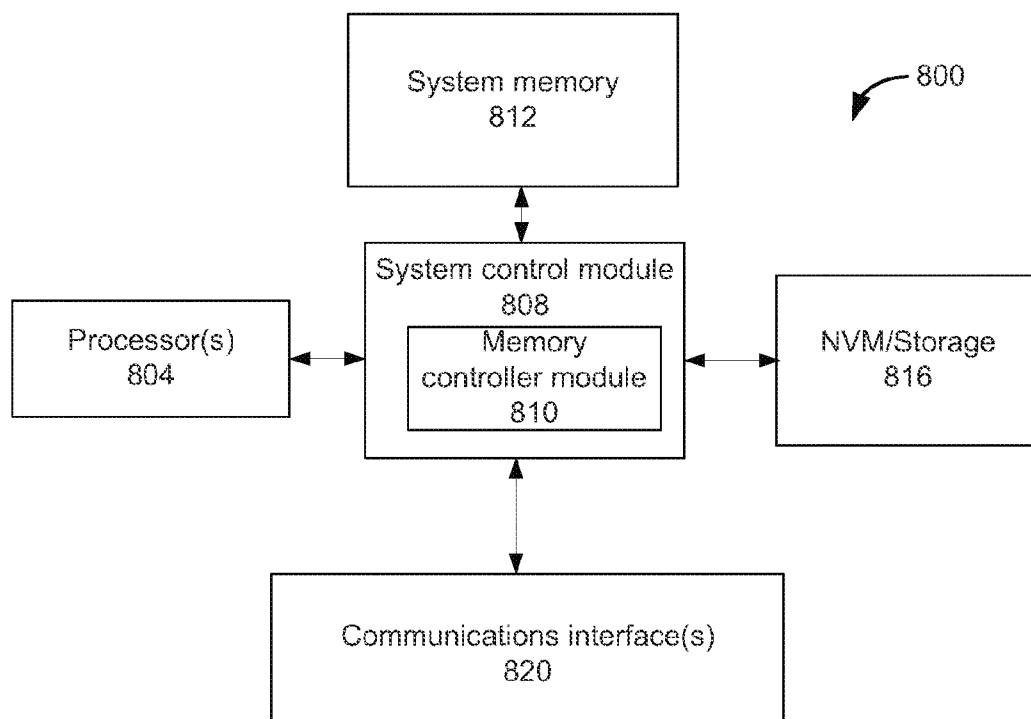 System memory
812
800
System control module
808
Processor(s)
804
Memory
controller module
810
NVM/Storage
816
Communications interface(s)
820